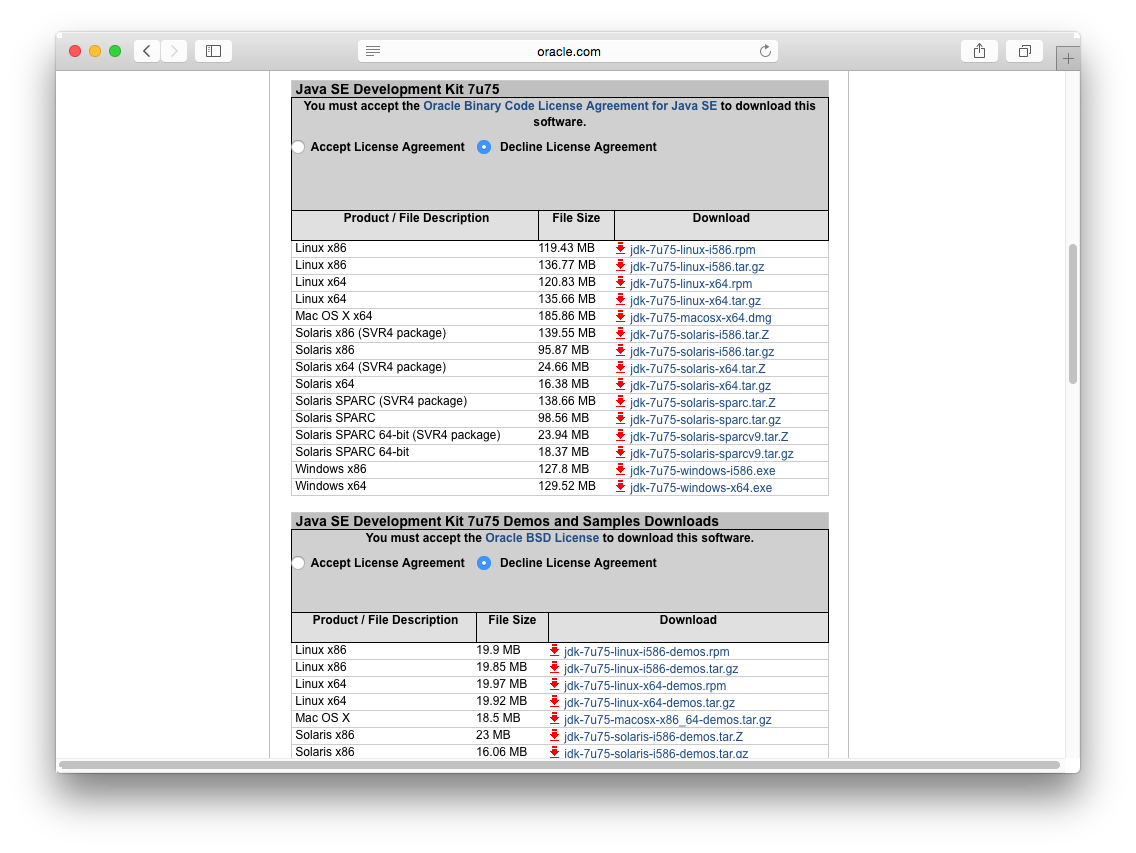 oracle.com
Java SE Development Kit 7u75
You must accept the Oracle Binary Code License Agreement for Java SE to download this
software.
Accept License Agreement Decline License Agreement
Product / File Description File Size Download
Linux x86 119.43 MB jdk-7u75-linux-i586.rpm
Linux x86 136.77 MB jdk-7u75-linux-i586.tar.gz
Linux x64 120.83 MB jdk-7u75-linux-x64.rpm
Linux x64 135.66 MB jdk-7u75-linux-x64.tar.gz
Mac OS X x64 185.86 MB jdk-7u75-macosx-x64.dmg
Solaris x86 (SVR4 package) 139.55 MB jdk-7u75-solaris-i586.tar.Z
Solaris x86 95.87 MB jdk-7u75-solaris-i586.tar.gz
Solaris x64 (SVR4 package) 24.66 MB jdk-7u75-solaris-x64.tar.Z
Solaris x64 16.38 MB jdk-7u75-solaris-x64.tar.gz
Solaris SPARC (SVR4 package) 138.66 MB jdk-7u75-solaris-sparc.tar.Z
Solaris SPARC 98.56 MB jdk-7u75-solaris-sparc.tar.gz
Solaris SPARC 64-bit (SVR4 package) 23.94 MB jdk-7u75-solaris-sparcv9.tar.Z
Solaris SPARC 64-bit 18.37 MB jdk-7u75-solaris-sparcv9.tar.gz
Windows x86 127.8 MB jdk-7u75-windows-i586.exe
Windows x64 129.52 MB jdk-7u75-windows-x64.exe
Java SE Development Kit 7u75 Demos and Samples Downloads
You must accept the Oracle BSD License to download this software.
Accept License Agreement Decline License Agreement
Product / File Description File Size Download
Linux x86 19.9 MB jdk-7u75-linux-i586-demos.rpm
Linux x86 19.85 MB jdk-7u75-linux-i586-demos.tar.gz
Linux x64 19.97 MB jdk-7u75-linux-x64-demos.rpm
Linux x64 19.92 MB jdk-7u75-linux-x64-demos.tar.gz
Mac OS X 18.5 MB jdk-7u75-macosx-x86_64-demos.tar.gz
Solaris x86 23 MB jdk-7u75-solaris-i586-demos.tar.Z
Solaris x86 16.06 MB jdk-7u75-solaris-i586-demos.tar.gz